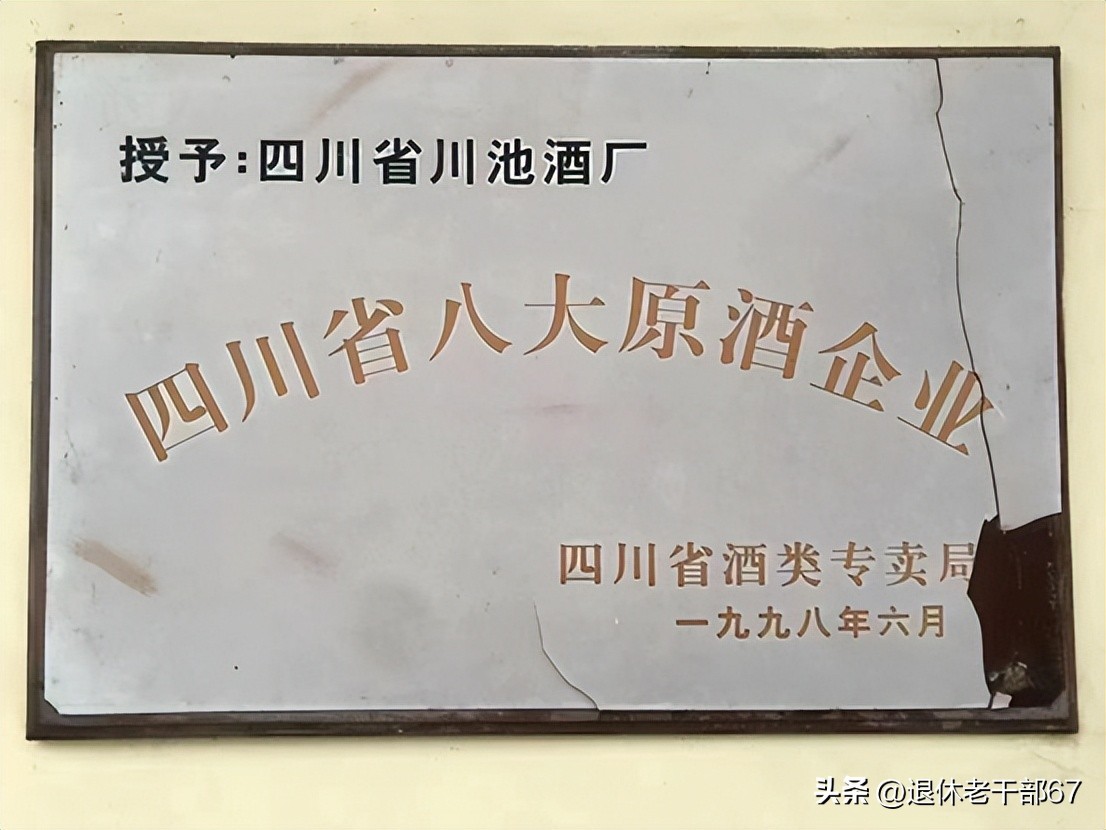 授予:四川省川池酒厂
四川省八大原酒企业
四川省酒类专卖局
一九九八年六月
头条 @退休老干部67